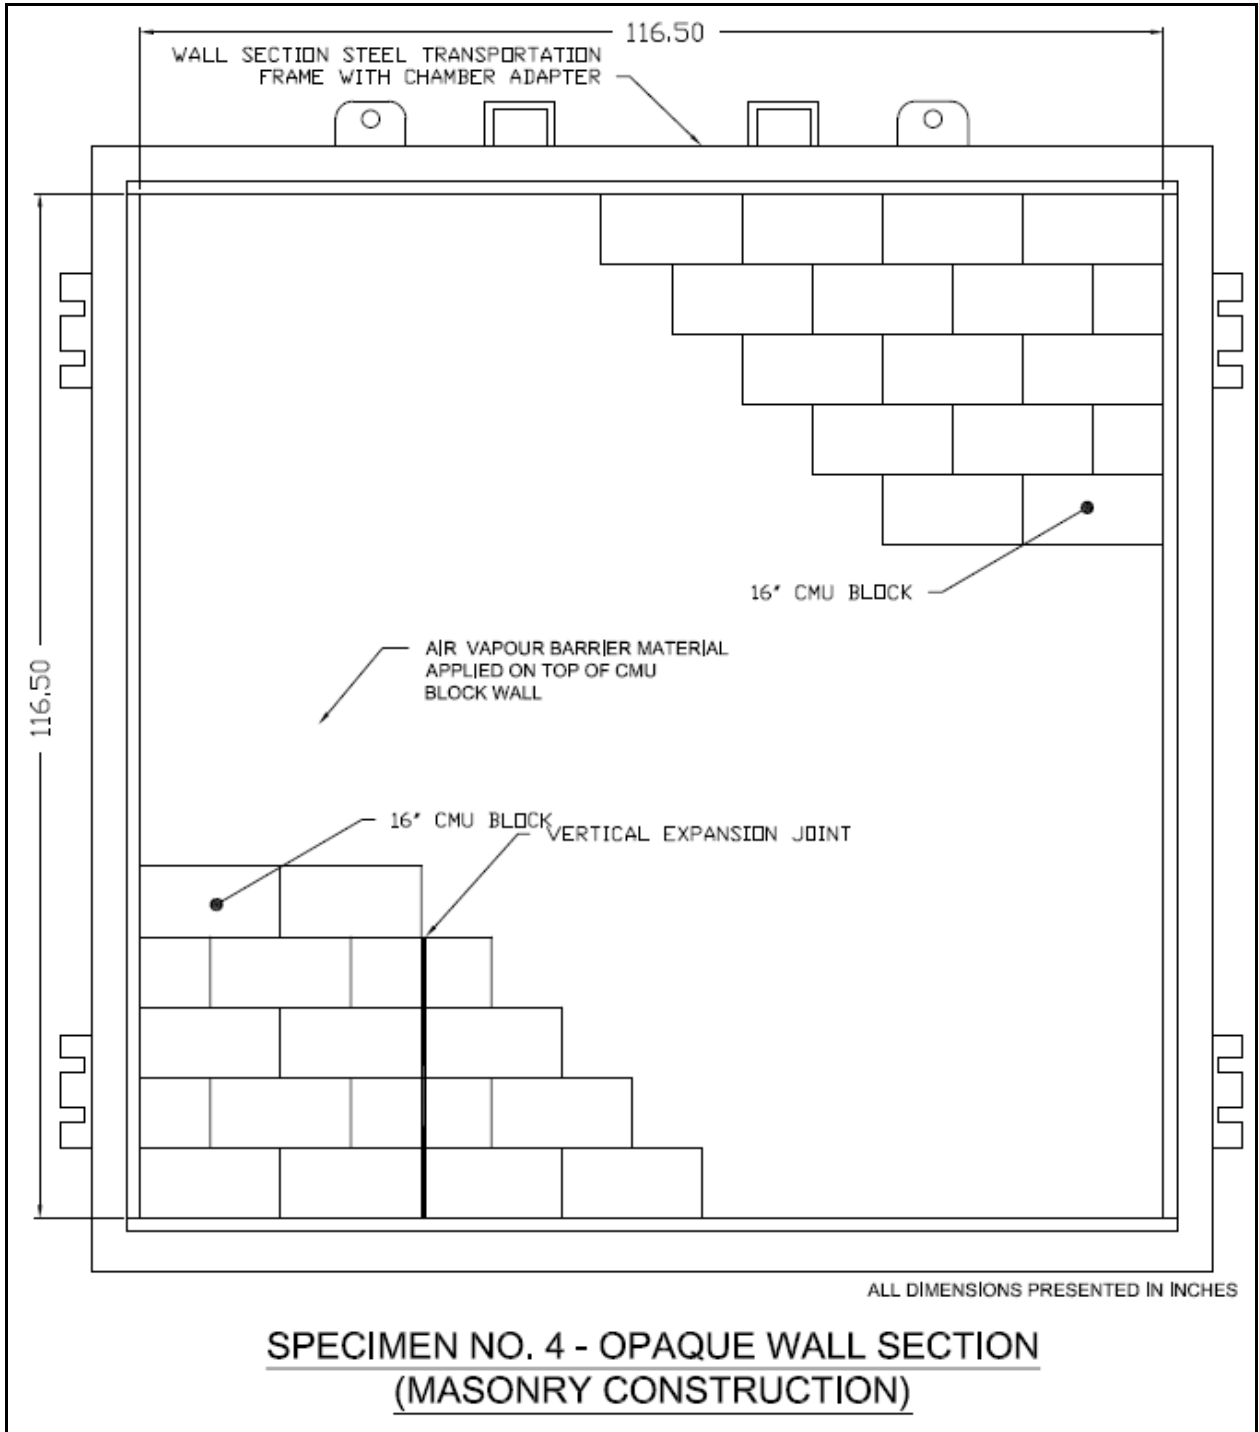 116.50
WALL SECTION STEEL TRANSPORTATION
FRAME WITH CHAMBER ADAPTER
16" CMU BLOCK
AIR VAPOUR BARRIER MATERIAL
APPLIED ON TOP OF CMU
BLOCK WALL
116.50
16" CMU BLOCK
VERTICAL EXPANSION JOINT
ALL DIMENSIONS PRESENTED IN INCHES
SPECIMEN NO. 4 - OPAQUE WALL SECTION
(MASONRY CONSTRUCTION)